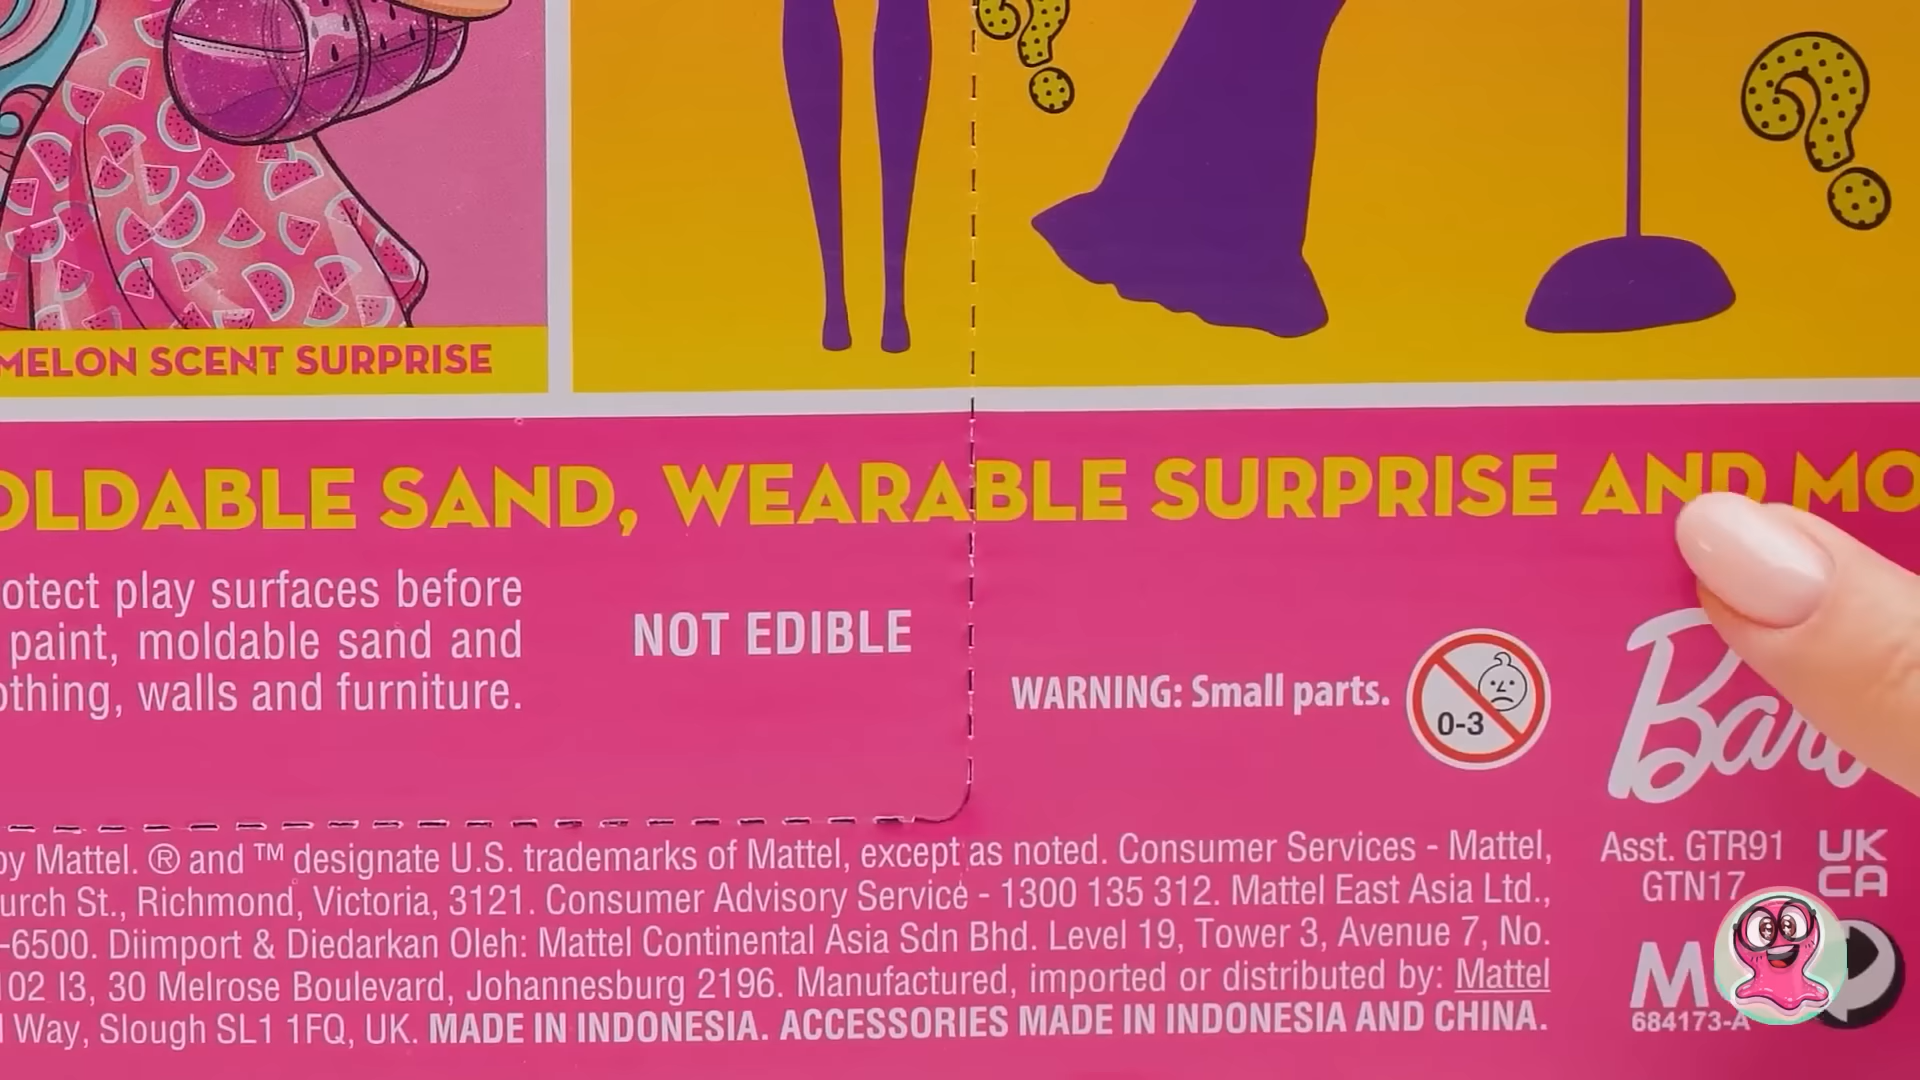 MELON SCENT SURPRISE
OLDABLE SAND, WEARABLE SURPRISE AND MO
otect play surfaces before
paint, moldable sand and
othing, walls and furniture.
NOT EDIBLE
WARNING: Small parts.
0-3
Barb
by Mattel. ® and ™ designate U.S. trademarks of Mattel, except as noted. Consumer Services - Mattel,
urch St., Richmond, Victoria, 3121. Consumer Advisory Service - 1300 135 312. Mattel East Asia Ltd.,
-6500. Diimport & Diedarkan Oleh: Mattel Continental Asia Sdn Bhd. Level 19, Tower 3, Avenue 7, No.
102 I3, 30 Melrose Boulevard, Johannesburg 2196. Manufactured, imported or distributed by: Mattel
l Way, Slough SL1 1FQ, UK. MADE IN INDONESIA. ACCESSORIES MADE IN INDONESIA AND CHINA.
Asst. GTR91
GTN17
UK
CA
M
684173-A